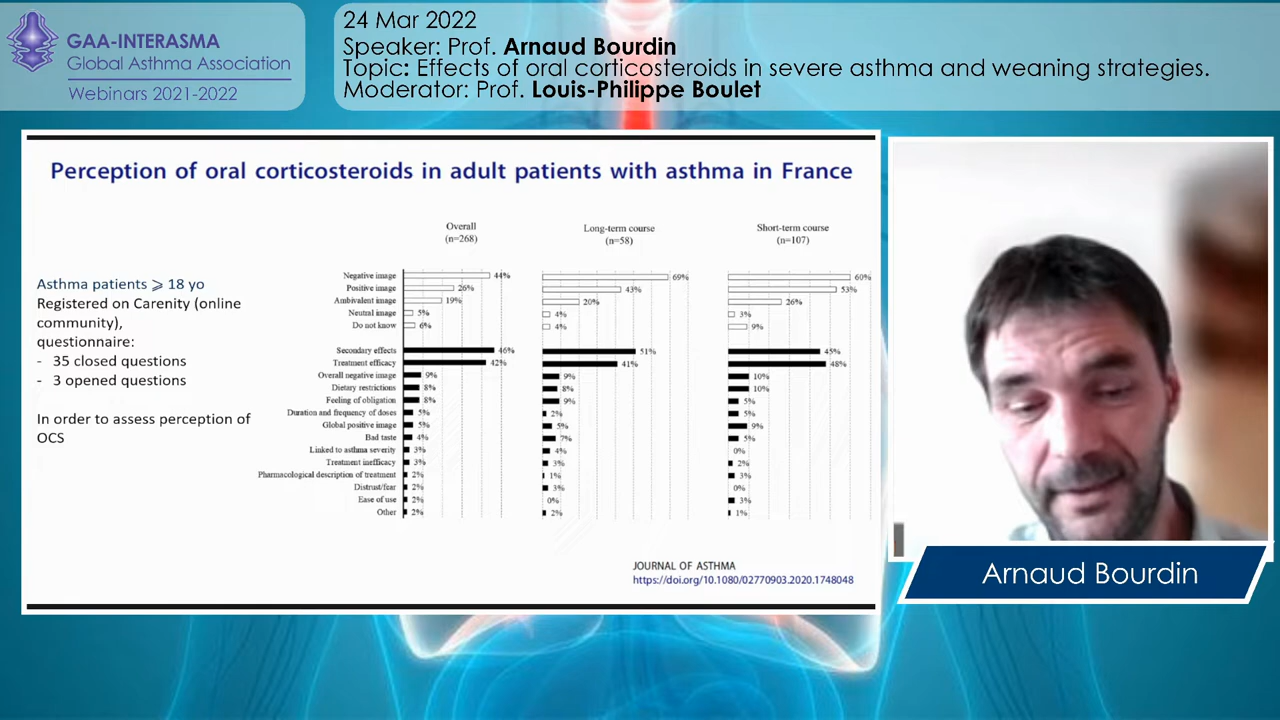 GAA-INTERASMA
Global Asthma Association
Webinars 2021-2022
24 Mar 2022
Speaker: Prof. Arnaud Bourdin
Topic: Effects of oral corticosteroids in severe asthma and weaning strategies.
Moderator: Prof. Louis-Philippe Boulet
Perception of oral corticosteroids in adult patients with asthma in France
Asthma patients ⩾ 18 yo
Registered on Carenity (online
community),
questionnaire:
- 35 closed questions
- 3 opened questions
In order to assess perception of
OCS
Overall
(n=268)
Long-term course
(n=58)
Short-term course
(n=107)
Negative image 44% 69% 60%
Positive image 26% 43% 53%
Ambivalent image 19% 20% 26%
Neutral image 5% 4% 3%
Do not know 6% 4% 9%
Secondary effects 46% 51% 45%
Treatment efficacy 42% 41% 48%
Overall negative image 9% 9% 10%
Dietary restrictions 8% 8% 10%
Feeling of obligation 8% 9% 5%
Duration and frequency of doses 5% 2% 5%
Global positive image 5% 5% 9%
Bad taste 4% 7% 5%
Linked to asthma severity 3% 4% 0%
Treatment inefficacy 3% 3% 2%
Pharmacological description of treatment 2% 1% 3%
Distrust/fear 2% 3% 0%
Ease of use 2% 0% 3%
Other 2% 2% 1%
JOURNAL OF ASTHMA
https://doi.org/10.1080/02770903.2020.1748048
Arnaud Bourdin